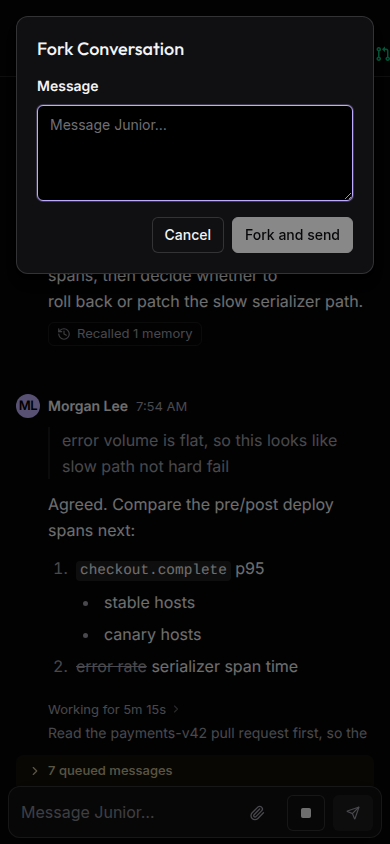 Fork Conversation
Message
Message Junior...
Cancel
Fork and send
spans, then decide whether to
roll back or patch the slow serializer path.
Recalled 1 memory
ML Morgan Lee 7:54 AM
error volume is flat, so this looks like
slow path not hard fail
Agreed. Compare the pre/post deploy
spans next:
1. checkout.complete p95
• stable hosts
• canary hosts
2. error rate serializer span time
Working for 5m 15s
Read the payments-v42 pull request first, so the
7 queued messages
Message Junior...